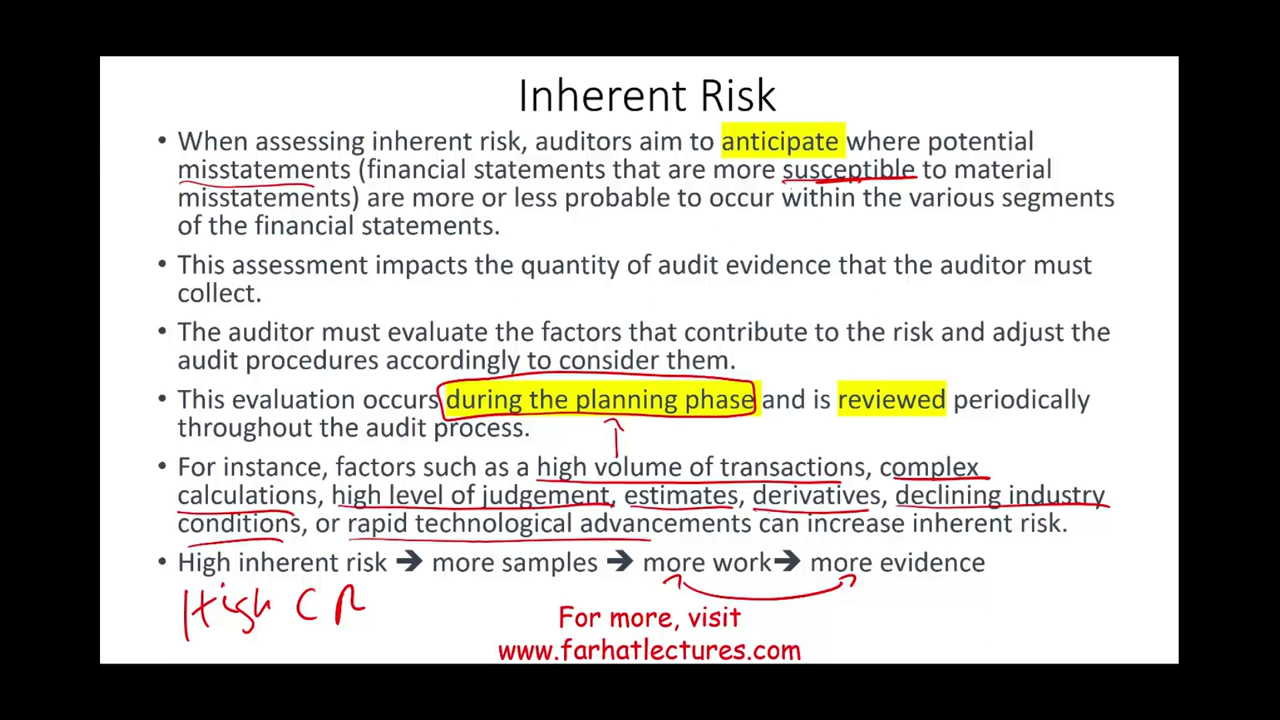 Inherent Risk
• When assessing inherent risk, auditors aim to anticipate where potential
misstatements (financial statements that are more susceptible to material
misstatements) are more or less probable to occur within the various segments
of the financial statements.
• This assessment impacts the quantity of audit evidence that the auditor must
collect.
• The auditor must evaluate the factors that contribute to the risk and adjust the
audit procedures accordingly to consider them.
• This evaluation occurs during the planning phase and is reviewed periodically
throughout the audit process.
• For instance, factors such as a high volume of transactions, complex
calculations, high level of judgement, estimates, derivatives, declining industry
conditions, or rapid technological advancements can increase inherent risk.
• High inherent risk → more samples → more work→ more evidence
High C R
For more, visit
www.farhatlectures.com